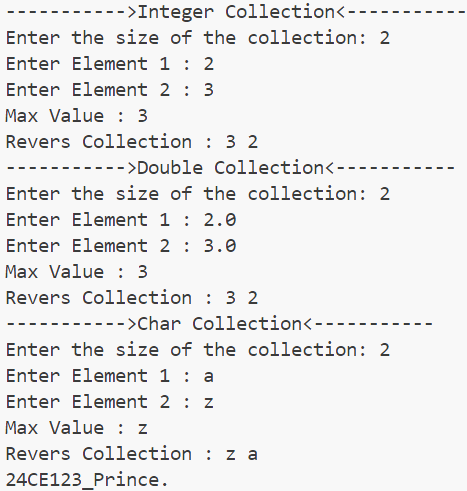 ----------->Integer Collection<-----------
Enter the size of the collection: 2
Enter Element 1 : 2
Enter Element 2 : 3
Max Value : 3
Revers Collection : 3 2
----------->Double Collection<-----------
Enter the size of the collection: 2
Enter Element 1 : 2.0
Enter Element 2 : 3.0
Max Value : 3
Revers Collection : 3 2
----------->Char Collection<-----------
Enter the size of the collection: 2
Enter Element 1 : a
Enter Element 2 : z
Max Value : z
Revers Collection : z a
24CE123_Prince.